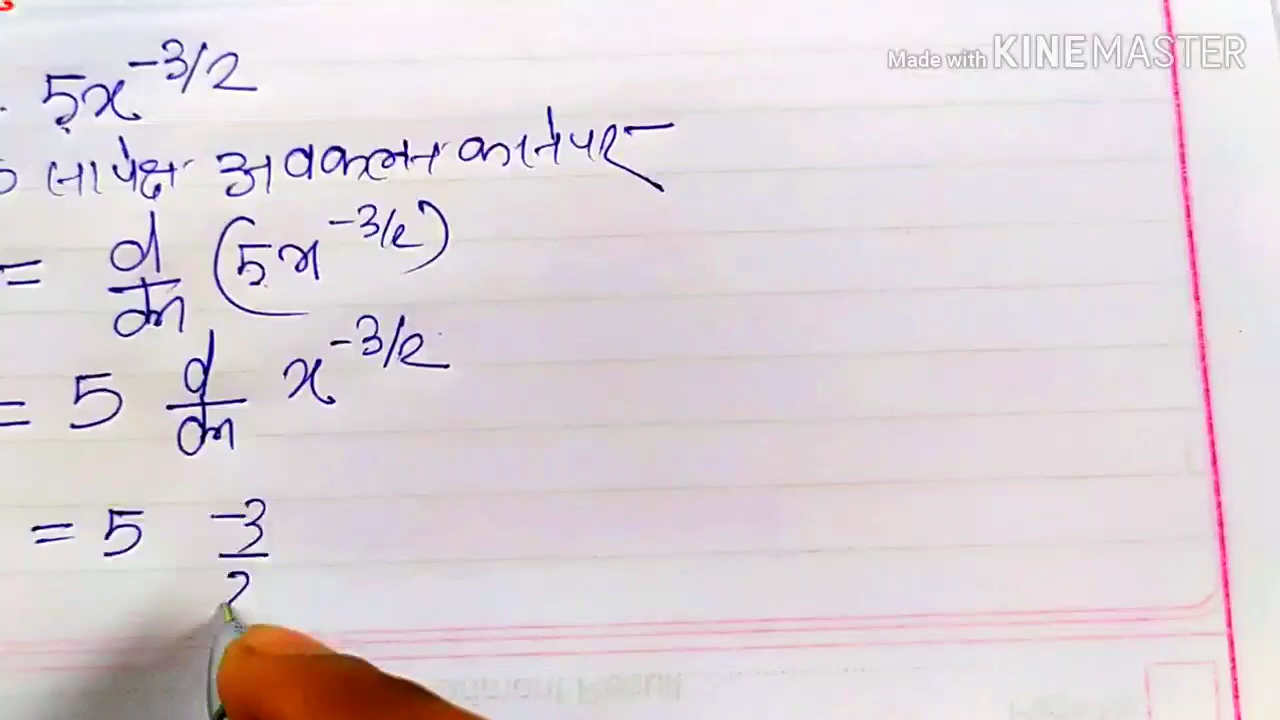 Made with KINEMASTER
5x^{-3/2}
सापेक्ष अवकलन करने पर
= d/dx (5x^{-3/2})
= 5 d/dx x^{-3/2}
= 5 -3/2